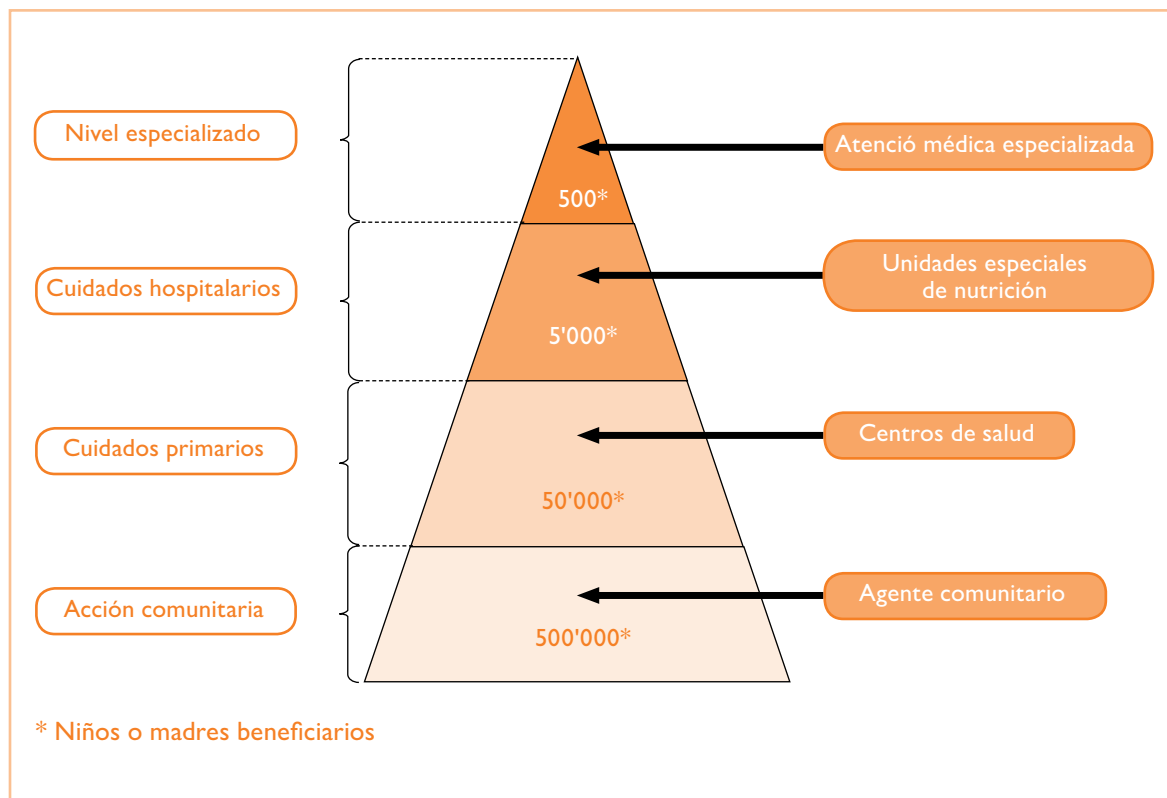 Nivel especializado
Atenció médica especializada
500*
Cuidados hospitalarios
Unidades especiales
de nutrición
5'000*
Cuidados primarios
Centros de salud
50'000*
Acción comunitaria
Agente comunitario
500'000*
* Niños o madres beneficiarios